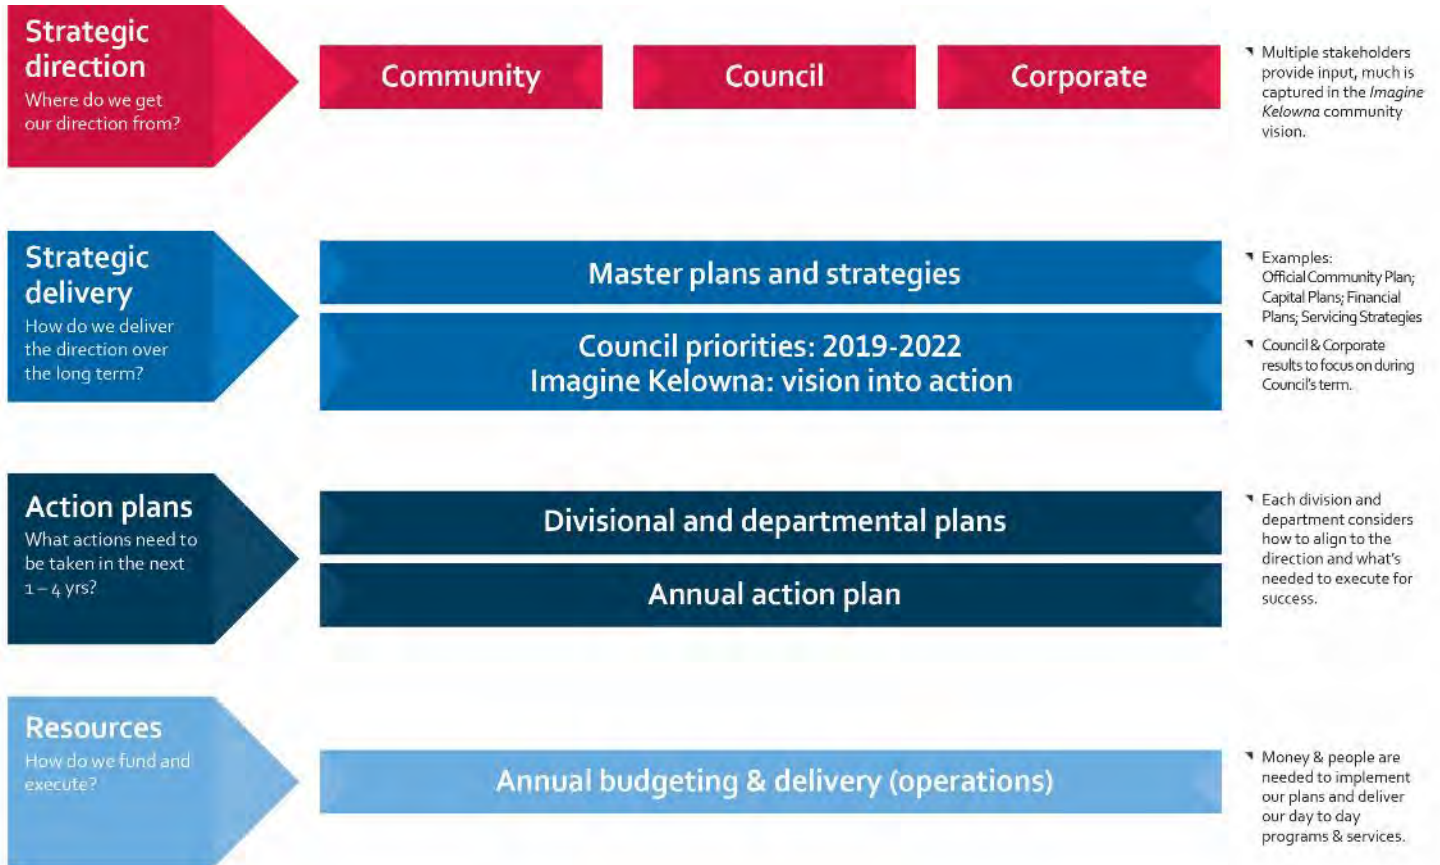 Strategic
direction
Where do we get
our direction from?
Community
Council
Corporate
Multiple stakeholders
provide input, much is
captured in the Imagine
Kelowna community
vision.
Strategic
delivery
How do we deliver
the direction over
the long term?
Master plans and strategies
Council priorities: 2019-2022
Imagine Kelowna: vision into action
Examples:
Official Community Plan;
Capital Plans; Financial
Plans; Servicing Strategies
Council & Corporate
results to focus on during
Council's term.
Action plans
What actions need to
be taken in the next
1 – 4 yrs?
Divisional and departmental plans
Annual action plan
Each division and
department considers
how to align to the
direction and what's
needed to execute for
success.
Resources
How do we fund and
execute?
Annual budgeting & delivery (operations)
Money & people are
needed to implement
our plans and deliver
our day to day
programs & services.